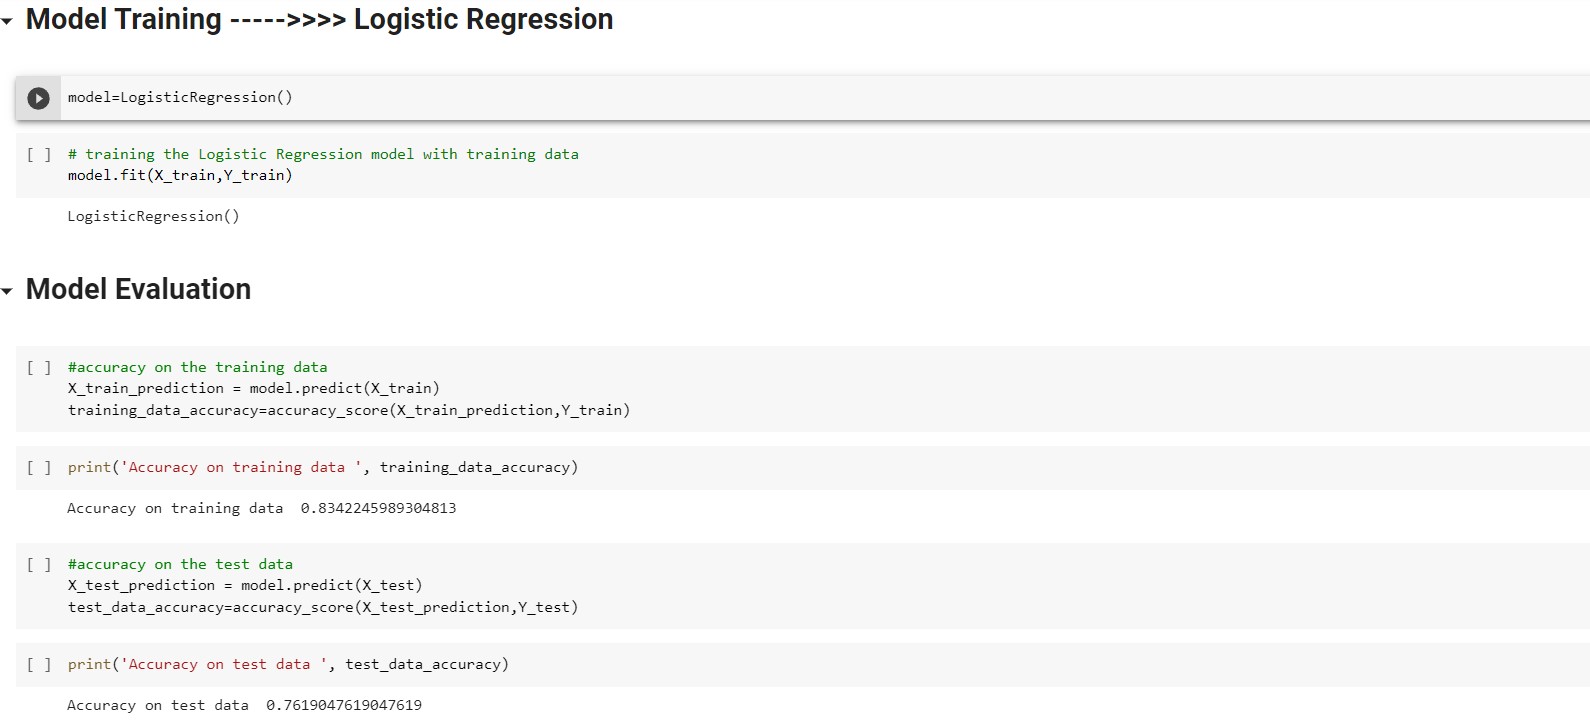 Model Training ----->>>> Logistic Regression
model=LogisticRegression()
[ ] # training the Logistic Regression model with training data
model.fit(X_train,Y_train)
LogisticRegression()
Model Evaluation
[ ] #accuracy on the training data
X_train_prediction = model.predict(X_train)
training_data_accuracy=accuracy_score(X_train_prediction,Y_train)
[ ] print('Accuracy on training data ', training_data_accuracy)
Accuracy on training data  0.8342245989304813
[ ] #accuracy on the test data
X_test_prediction = model.predict(X_test)
test_data_accuracy=accuracy_score(X_test_prediction,Y_test)
[ ] print('Accuracy on test data ', test_data_accuracy)
Accuracy on test data  0.7619047619047619